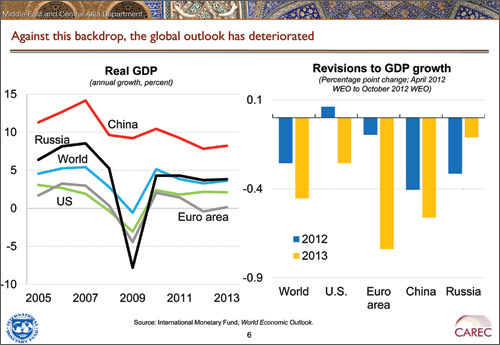 Middle East and Central Asia Department
Against this backdrop, the global outlook has deteriorated
Real GDP
(annual growth, percent)
15
10
5
0
-5
-10
China
Russia
World
US
Euro area
2005 2007 2009 2011 2013
Revisions to GDP growth
(Percentage point change; April 2012
WEO to October 2012 WEO)
0.1
-0.4
-0.9
2012
2013
World U.S. Euro China Russia
area
Source: International Monetary Fund, World Economic Outlook.
6
CAREC